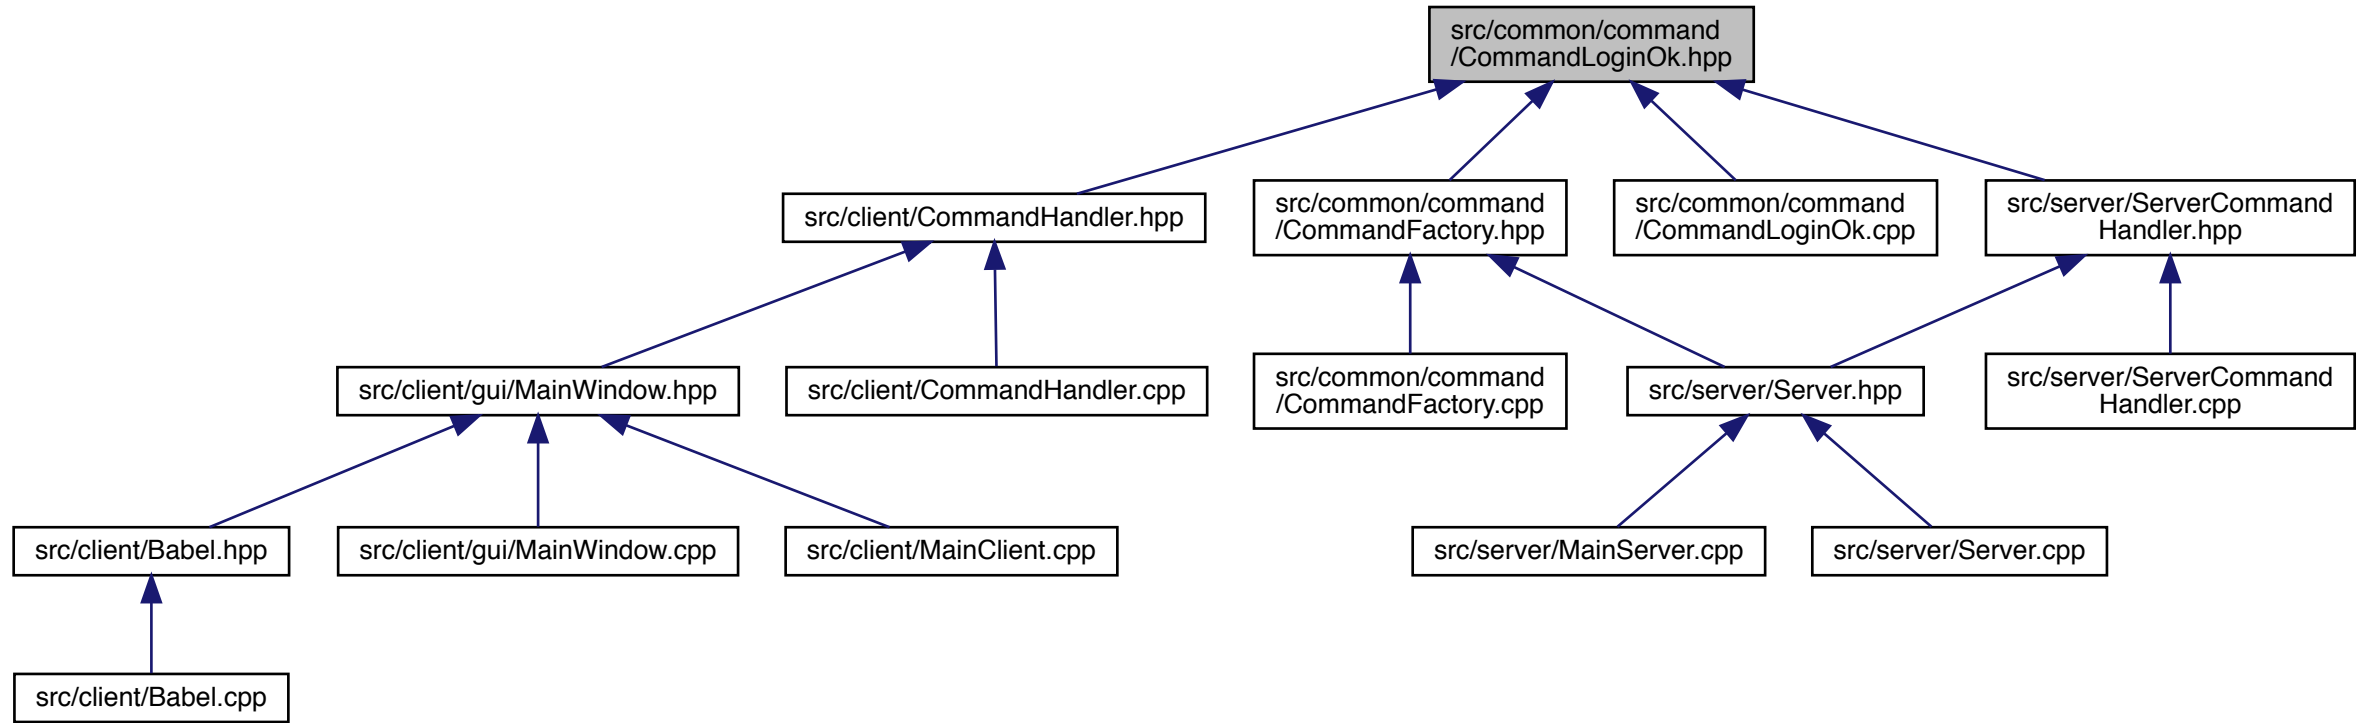 src/common/command
/CommandLoginOk.hpp
src/client/CommandHandler.hpp
src/common/command
/CommandFactory.hpp
src/common/command
/CommandLoginOk.cpp
src/server/ServerCommand
Handler.hpp
src/client/gui/MainWindow.hpp
src/client/CommandHandler.cpp
src/common/command
/CommandFactory.cpp
src/server/Server.hpp
src/server/ServerCommand
Handler.cpp
src/client/Babel.hpp
src/client/gui/MainWindow.cpp
src/client/MainClient.cpp
src/server/MainServer.cpp
src/server/Server.cpp
src/client/Babel.cpp